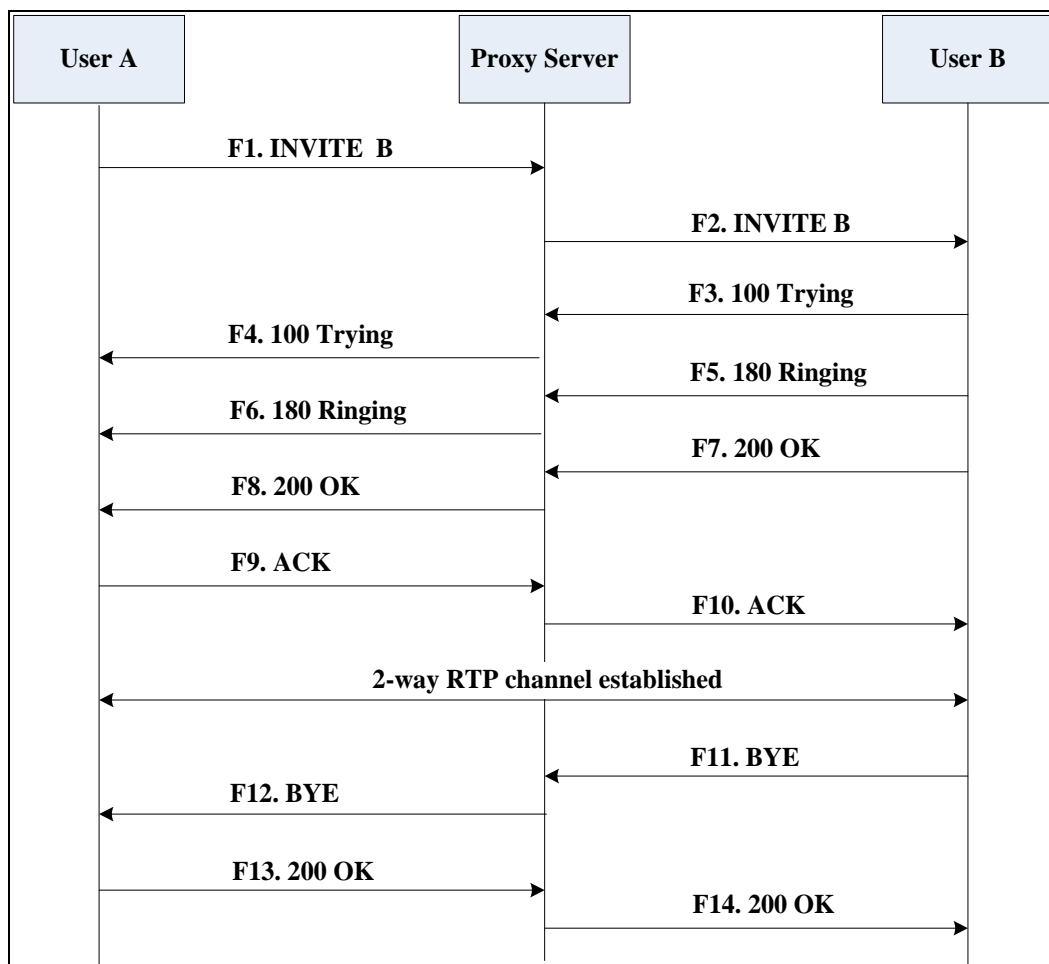 User A
Proxy Server
User B
F1. INVITE B
F2. INVITE B
F3. 100 Trying
F4. 100 Trying
F5. 180 Ringing
F6. 180 Ringing
F7. 200 OK
F8. 200 OK
F9. ACK
F10. ACK
2-way RTP channel established
F11. BYE
F12. BYE
F13. 200 OK
F14. 200 OK